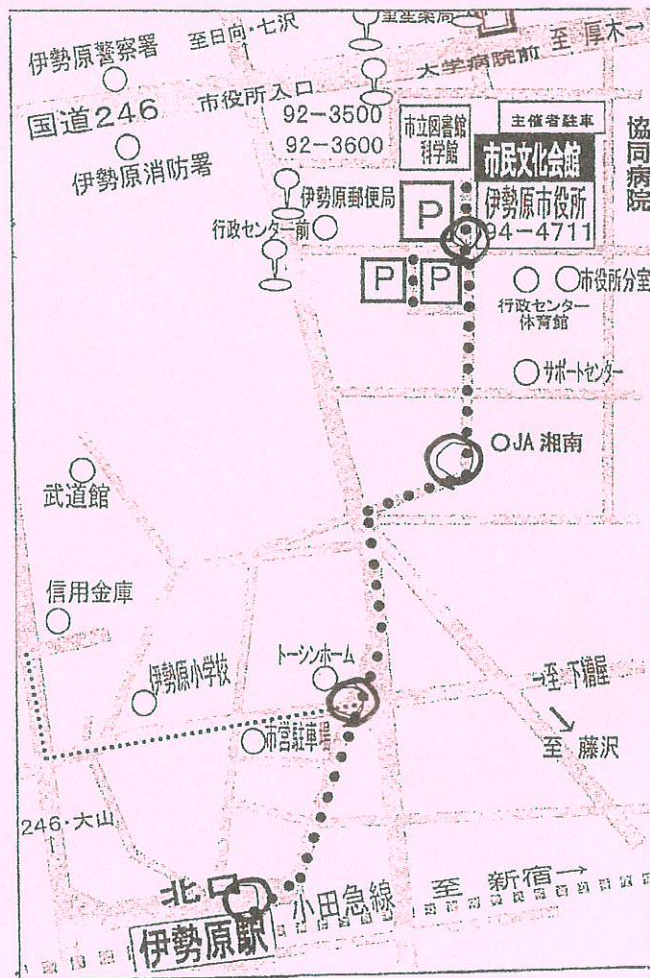 至日向・七沢
伊勢原警察署
大学病院前
至 厚木→
市役所入口
国道246
92-3500
92-3600
伊勢原消防署
市立図書館
科学館
主催者駐車
市民文化会館
協同病院
伊勢原市役所
94-4711
P
伊勢原郵便局
行政センター前
P
P
市役所分室
行政センター
体育館
サポートセンター
JA 湘南
武道館
信用金庫
トーシンホーム
伊勢原小学校
→至 下糟屋
至 藤沢
市営駐車場
246・大山
北口
小田急線
至 新宿→
伊勢原駅